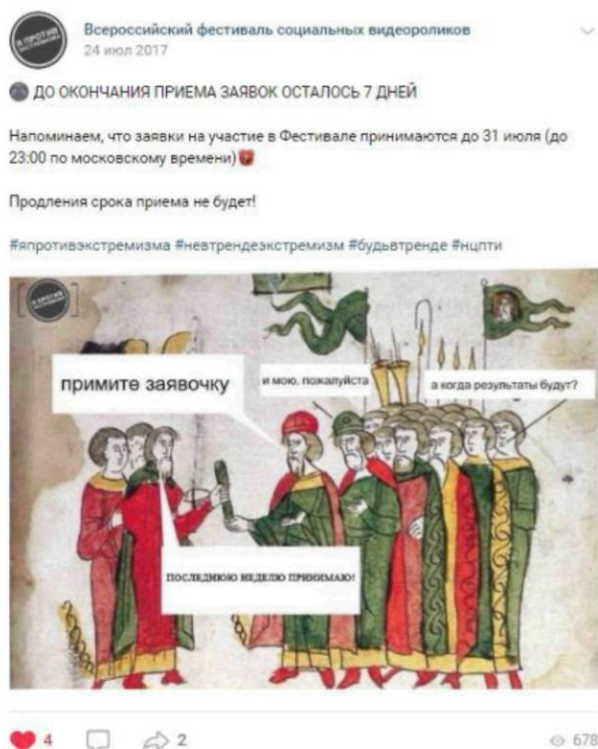 Всероссийский фестиваль социальных видеороликов
24 июл 2017
ДО ОКОНЧАНИЯ ПРИЕМА ЗАЯВОК ОСТАЛОСЬ 7 ДНЕЙ
Напоминаем, что заявки на участие в Фестивале принимаются до 31 июля (до
23:00 по московскому времени)
Продления срока приема не будет!
#япротивэкстремизма #невтрендеэкстремизм #будьвтренде #нцпти
примите заявочку
и мою, пожалуйста
а когда результаты будут?
ПОСЛЕДНЮЮ НЕДЕЛЮ ПРИНИМАЮ!
4
2
678